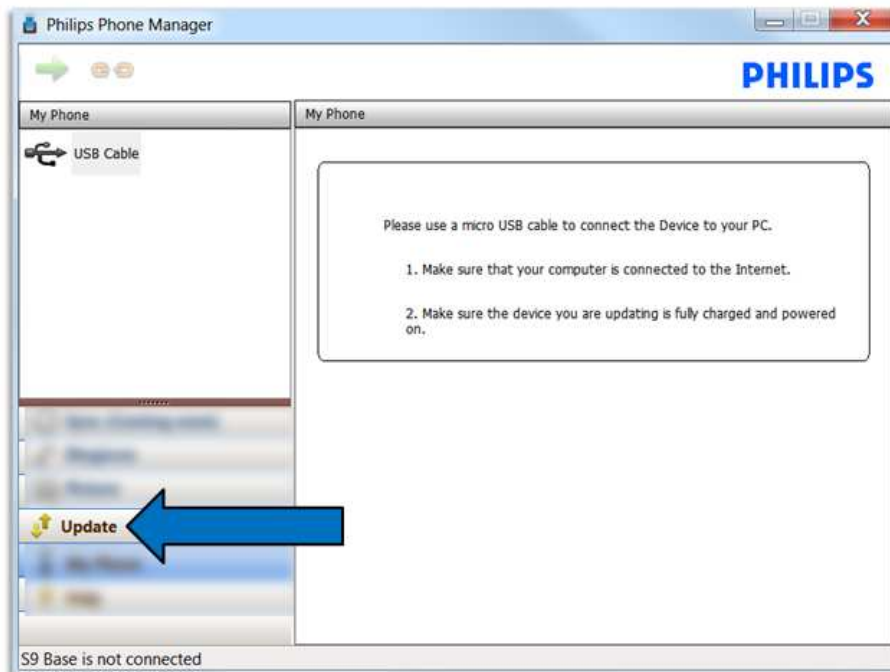 Philips Phone Manager
PHILIPS
My Phone
My Phone
USB Cable
Please use a micro USB cable to connect the Device to your PC.
1. Make sure that your computer is connected to the Internet.
2. Make sure the device you are updating is fully charged and powered
on.
Update
S9 Base is not connected